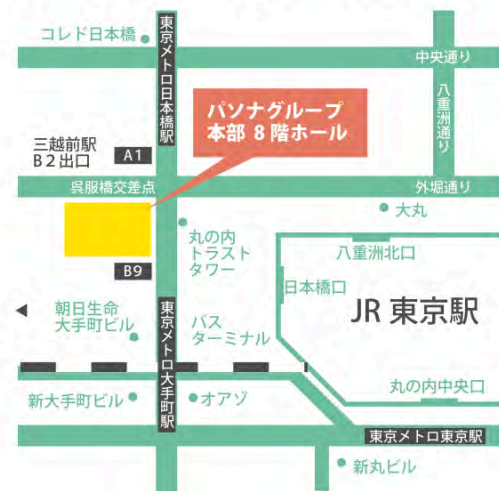 コレド日本橋
東京メトロ日本橋駅
中央通り
八重洲通り
パソナグループ
本部 8 階ホール
三越前駅
B2出口
A1
呉服橋交差点
外堀通り
大丸
丸の内
トラスト
タワー
八重洲北口
B9
日本橋口
JR 東京駅
朝日生命
大手町ビル
東京メトロ大手町駅
バス
ターミナル
丸の内中央口
新大手町ビル
オアゾ
東京メトロ東京駅
新丸ビル